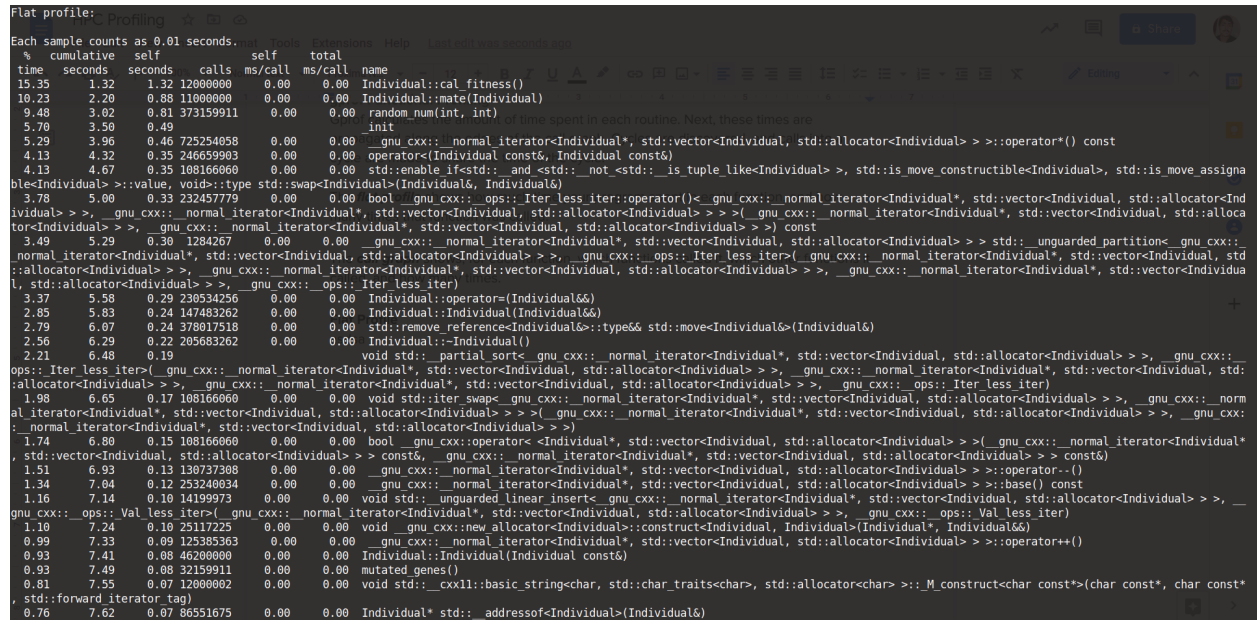 Flat profile:
HPC Profiling
Share
Each sample counts as 0.01 seconds.
Tools Extensions Help Last edit was seconds ago
% cumulative self self total
time seconds seconds calls ms/call ms/call name
Editing
15.35 1.32 1.32 12000000 0.00 0.00 Individual::cal_fitness()
10.23 2.20 0.88 11000000 0.00 0.00 Individual::mate(Individual)
9.48 3.02 0.81 373159911 0.00 0.00 random_num(int, int)
5.70 3.50 0.49 _init
5.29 3.96 0.46 725254058 0.00 0.00 __gnu_cxx::__normal_iterator<Individual*, std::vector<Individual, std::allocator<Individual> > >::operator*() const
4.13 4.32 0.35 246659903 0.00 0.00 operator<(Individual const&, Individual const&)
4.13 4.67 0.35 108166060 0.00 0.00 std::enable_if<std::__and_<std::__not_<std::__is_tuple_like<Individual> >, std::is_move_constructible<Individual>, std::is_move_assigna
ble<Individual> >::value, void>::type std::swap<Individual>(Individual&, Individual&)
3.78 5.00 0.33 232457779 0.00 0.00 bool __gnu_cxx::__ops::_Iter_less_iter::operator()<__gnu_cxx::__normal_iterator<Individual*, std::vector<Individual, std::allocator<Ind
ividual> > >, __gnu_cxx::__normal_iterator<Individual*, std::vector<Individual, std::allocator<Individual> > > >(__gnu_cxx::__normal_iterator<Individual*, std::vector<Individual, std::alloca
tor<Individual> > >, __gnu_cxx::__normal_iterator<Individual*, std::vector<Individual, std::allocator<Individual> > >) const
3.49 5.29 0.30 1284267 0.00 0.00 __gnu_cxx::__normal_iterator<Individual*, std::vector<Individual, std::allocator<Individual> > > std::__unguarded_partition<__gnu_cxx::_
_normal_iterator<Individual*, std::vector<Individual, std::allocator<Individual> > >, __gnu_cxx::__ops::_Iter_less_iter>(__gnu_cxx::__normal_iterator<Individual*, std::vector<Individual, std
::allocator<Individual> > >, __gnu_cxx::__normal_iterator<Individual*, std::vector<Individual, std::allocator<Individual> > >, __gnu_cxx::__normal_iterator<Individual*, std::vector<Individua
l, std::allocator<Individual> > >, __gnu_cxx::__ops::_Iter_less_iter)
3.37 5.58 0.29 230534256 0.00 0.00 Individual::operator=(Individual&&)
2.85 5.83 0.24 147483262 0.00 0.00 Individual::Individual(Individual&&)
2.79 6.07 0.24 378017518 0.00 0.00 std::remove_reference<Individual&>::type&& std::move<Individual&>(Individual&)
2.56 6.29 0.22 205683262 0.00 0.00 Individual::~Individual()
2.21 6.48 0.19 void std::__partial_sort<__gnu_cxx::__normal_iterator<Individual*, std::vector<Individual, std::allocator<Individual> > >, __gnu_cxx::__
ops::_Iter_less_iter>(__gnu_cxx::__normal_iterator<Individual*, std::vector<Individual, std::allocator<Individual> > >, __gnu_cxx::__normal_iterator<Individual*, std::vector<Individual, std:
:allocator<Individual> > >, __gnu_cxx::__normal_iterator<Individual*, std::vector<Individual, std::allocator<Individual> > >, __gnu_cxx::__ops::_Iter_less_iter)
1.98 6.65 0.17 108166060 0.00 0.00 void std::iter_swap<__gnu_cxx::__normal_iterator<Individual*, std::vector<Individual, std::allocator<Individual> > >, __gnu_cxx::__norm
al_iterator<Individual*, std::vector<Individual, std::allocator<Individual> > > >(__gnu_cxx::__normal_iterator<Individual*, std::vector<Individual, std::allocator<Individual> > >, __gnu_cxx:
:__normal_iterator<Individual*, std::vector<Individual, std::allocator<Individual> > >)
1.74 6.80 0.15 108166060 0.00 0.00 bool __gnu_cxx::operator< <Individual*, std::vector<Individual, std::allocator<Individual> > >(__gnu_cxx::__normal_iterator<Individual*
, std::vector<Individual, std::allocator<Individual> > > const&, __gnu_cxx::__normal_iterator<Individual*, std::vector<Individual, std::allocator<Individual> > > const&)
1.51 6.93 0.13 130737308 0.00 0.00 __gnu_cxx::__normal_iterator<Individual*, std::vector<Individual, std::allocator<Individual> > >::operator--()
1.34 7.04 0.12 253240034 0.00 0.00 __gnu_cxx::__normal_iterator<Individual*, std::vector<Individual, std::allocator<Individual> > >::base() const
1.16 7.14 0.10 14199973 0.00 0.00 void std::__unguarded_linear_insert<__gnu_cxx::__normal_iterator<Individual*, std::vector<Individual, std::allocator<Individual> > >, __
gnu_cxx::__ops::_Val_less_iter>(__gnu_cxx::__normal_iterator<Individual*, std::vector<Individual, std::allocator<Individual> > >, __gnu_cxx::__ops::_Val_less_iter)
1.10 7.24 0.10 25117225 0.00 0.00 void __gnu_cxx::new_allocator<Individual>::construct<Individual, Individual>(Individual*, Individual&&)
0.99 7.33 0.09 125385363 0.00 0.00 __gnu_cxx::__normal_iterator<Individual*, std::vector<Individual, std::allocator<Individual> > >::operator++()
0.93 7.41 0.08 46200000 0.00 0.00 Individual::Individual(Individual const&)
0.93 7.49 0.08 32159911 0.00 0.00 mutated_genes()
0.81 7.55 0.07 12000002 0.00 0.00 void std::__cxx11::basic_string<char, std::char_traits<char>, std::allocator<char> >::_M_construct<char const*>(char const*, char const*
, std::forward_iterator_tag)
0.76 7.62 0.07 86551675 0.00 0.00 Individual* std::__addressof<Individual>(Individual&)